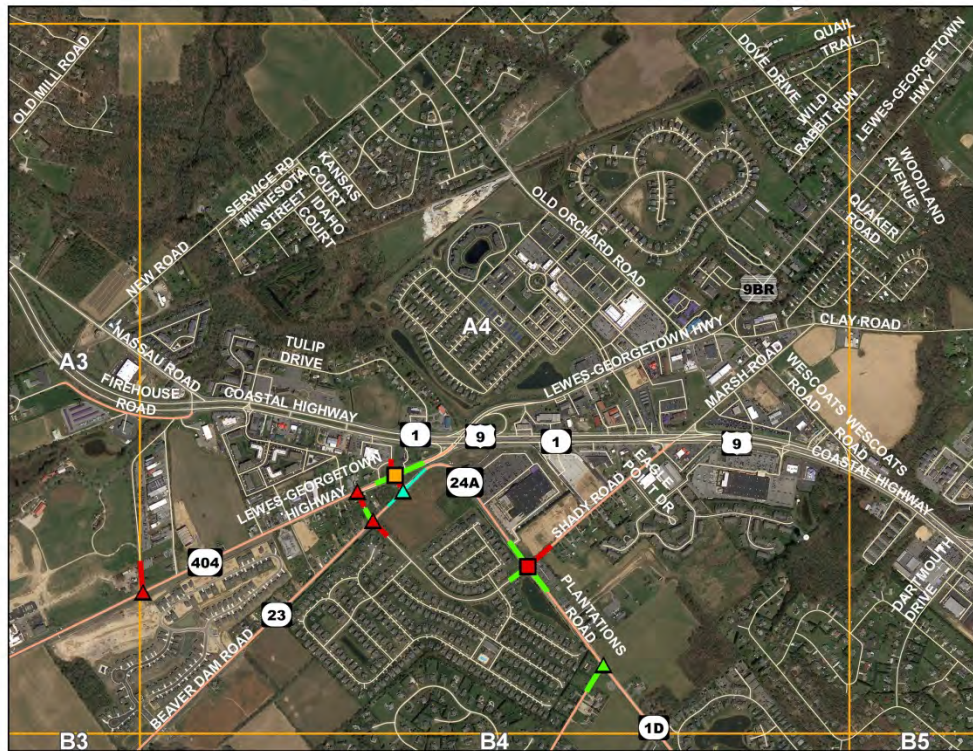 OLD MILL ROAD
QUAIL
TRAIL
DOVE DRIVE
WILD
RABBIT RUN
LEWES-GEORGETOWN
HWY
WOODLAND
AVENUE
QUAKER
ROAD
SERVICE RD
KANSAS
COURT
MINNESOTA
STREET
IDAHO
COURT
OLD ORCHARD ROAD
NEW ROAD
9BR
A4
CLAY ROAD
NASSAU ROAD
TULIP
DRIVE
LEWES-GEORGETOWN HWY
MARSH ROAD
WESCOATS
ROAD
WESCOATS
ROAD
A3
FIREHOUSE
ROAD
COASTAL HIGHWAY
1
9
1
9
COASTAL HIGHWAY
LEWES-GEORGETOWN
HIGHWAY
24A
EAGLE
POINT DR
SHADY ROAD
404
23
PLANTATIONS
ROAD
DARTMOUTH
DRIVE
BEAVER DAM ROAD
1D
B3
B4
B5